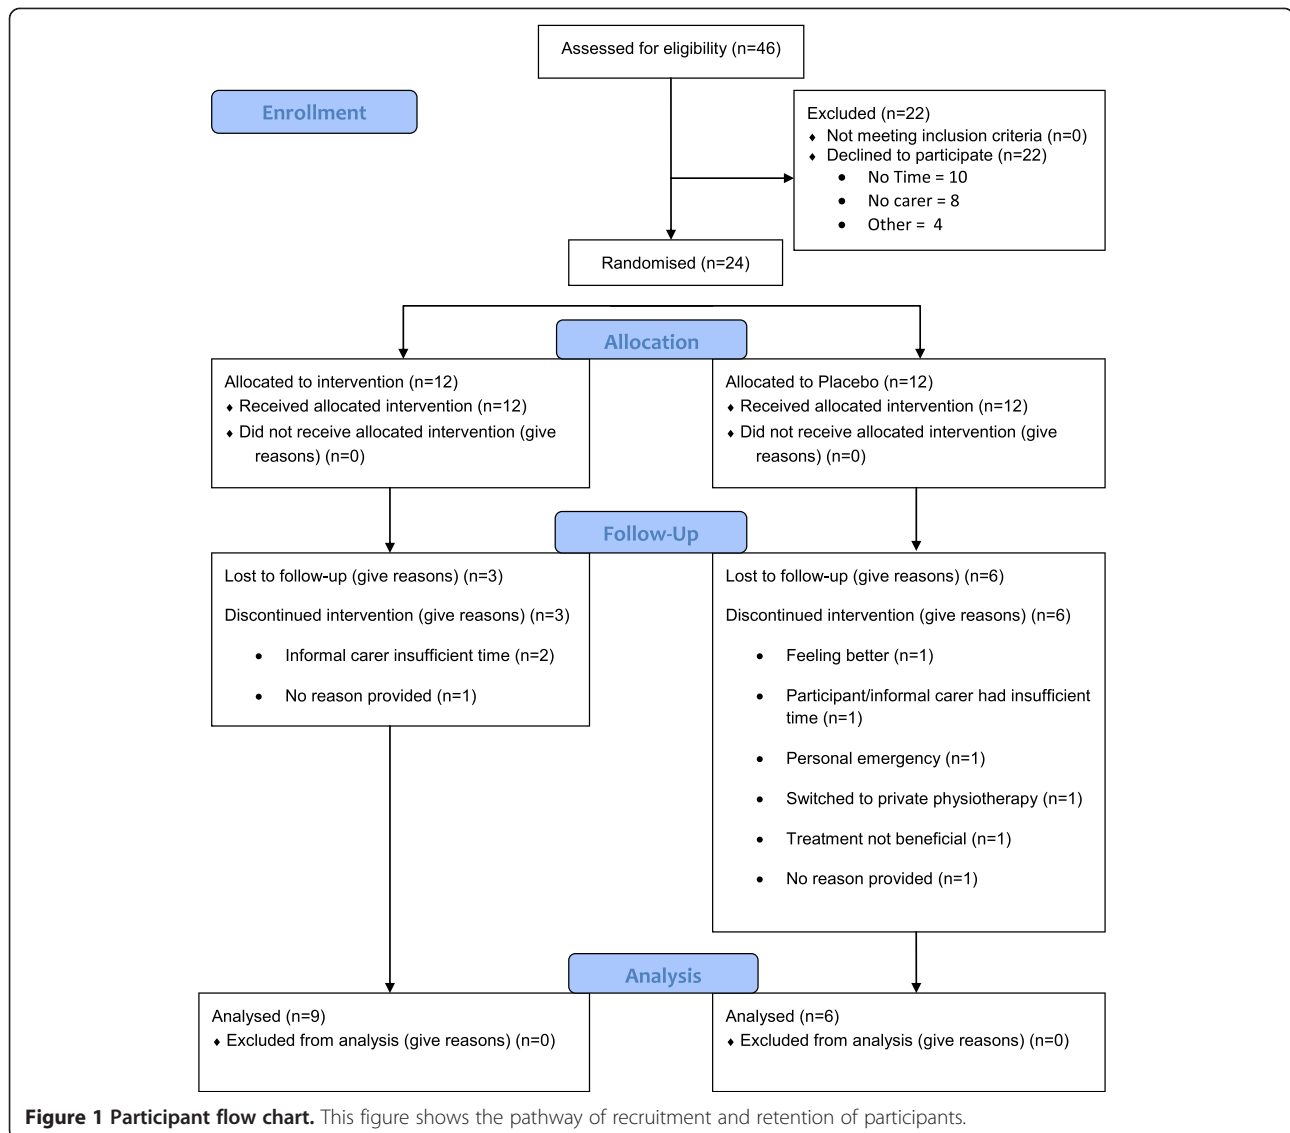 Assessed for eligibility (n=46)
Enrollment
Excluded (n=22)
♦ Not meeting inclusion criteria (n=0)
♦ Declined to participate (n=22)
• No Time = 10
• No carer = 8
• Other = 4
Randomised (n=24)
Allocation
Allocated to intervention (n=12)
♦ Received allocated intervention (n=12)
♦ Did not receive allocated intervention (give
reasons) (n=0)
Allocated to Placebo (n=12)
♦ Received allocated intervention (n=12)
♦ Did not receive allocated intervention (give
reasons) (n=0)
Follow-Up
Lost to follow-up (give reasons) (n=3)
Discontinued intervention (give reasons) (n=3)
• Informal carer insufficient time (n=2)
• No reason provided (n=1)
Lost to follow-up (give reasons) (n=6)
Discontinued intervention (give reasons) (n=6)
• Feeling better (n=1)
• Participant/informal carer had insufficient
time (n=1)
• Personal emergency (n=1)
• Switched to private physiotherapy (n=1)
• Treatment not beneficial (n=1)
• No reason provided (n=1)
Analysis
Analysed (n=9)
♦ Excluded from analysis (give reasons) (n=0)
Analysed (n=6)
♦ Excluded from analysis (give reasons) (n=0)
Figure 1 Participant flow chart. This figure shows the pathway of recruitment and retention of participants.